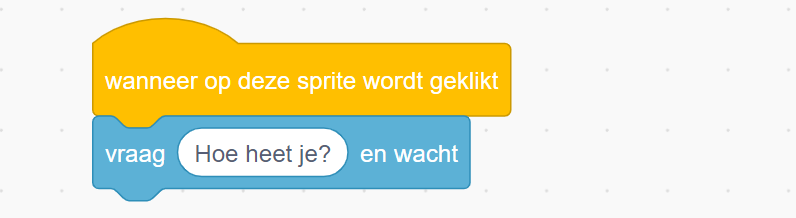 wanneer op deze sprite wordt geklikt
vraag Hoe heet je? en wacht